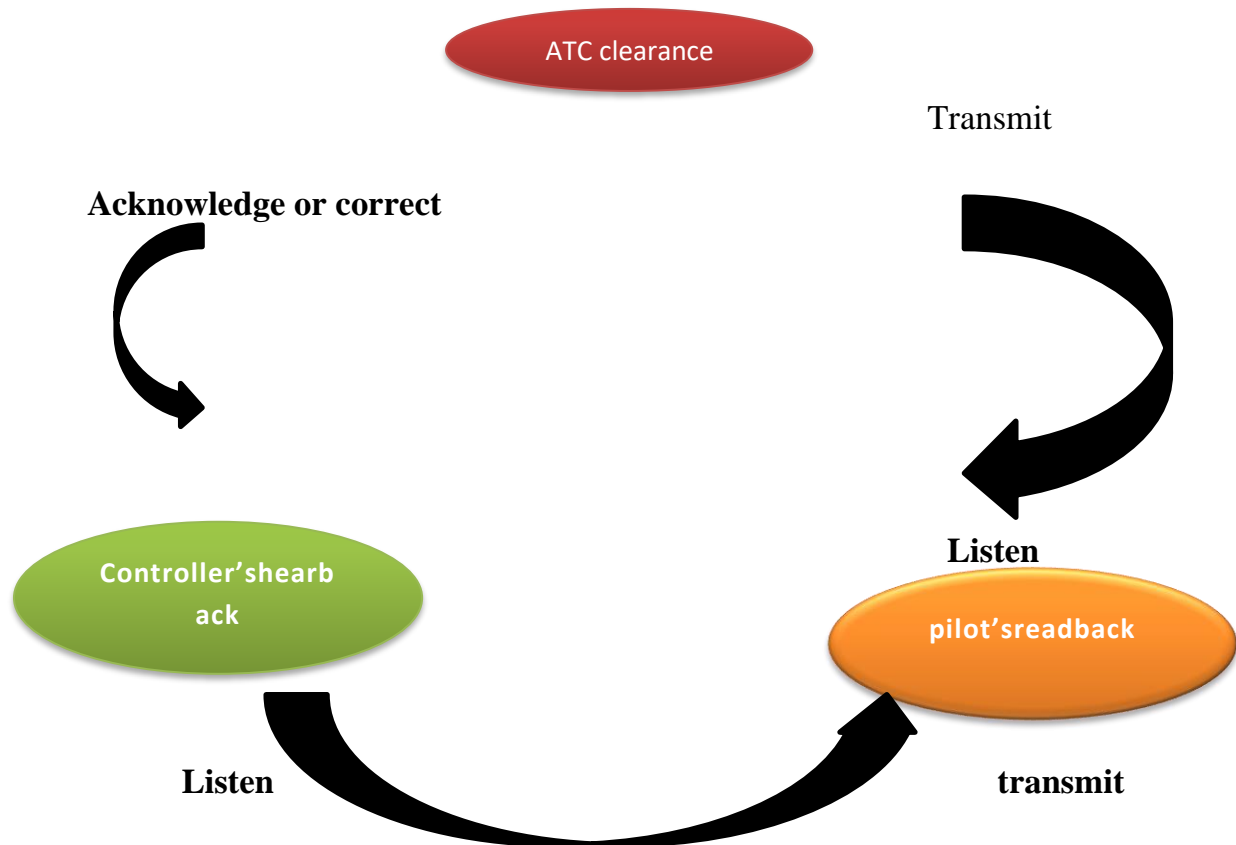 ATC clearance
Transmit
Acknowledge or correct
Listen
Controller’shearb
ack
pilot’sreadback
Listen
transmit